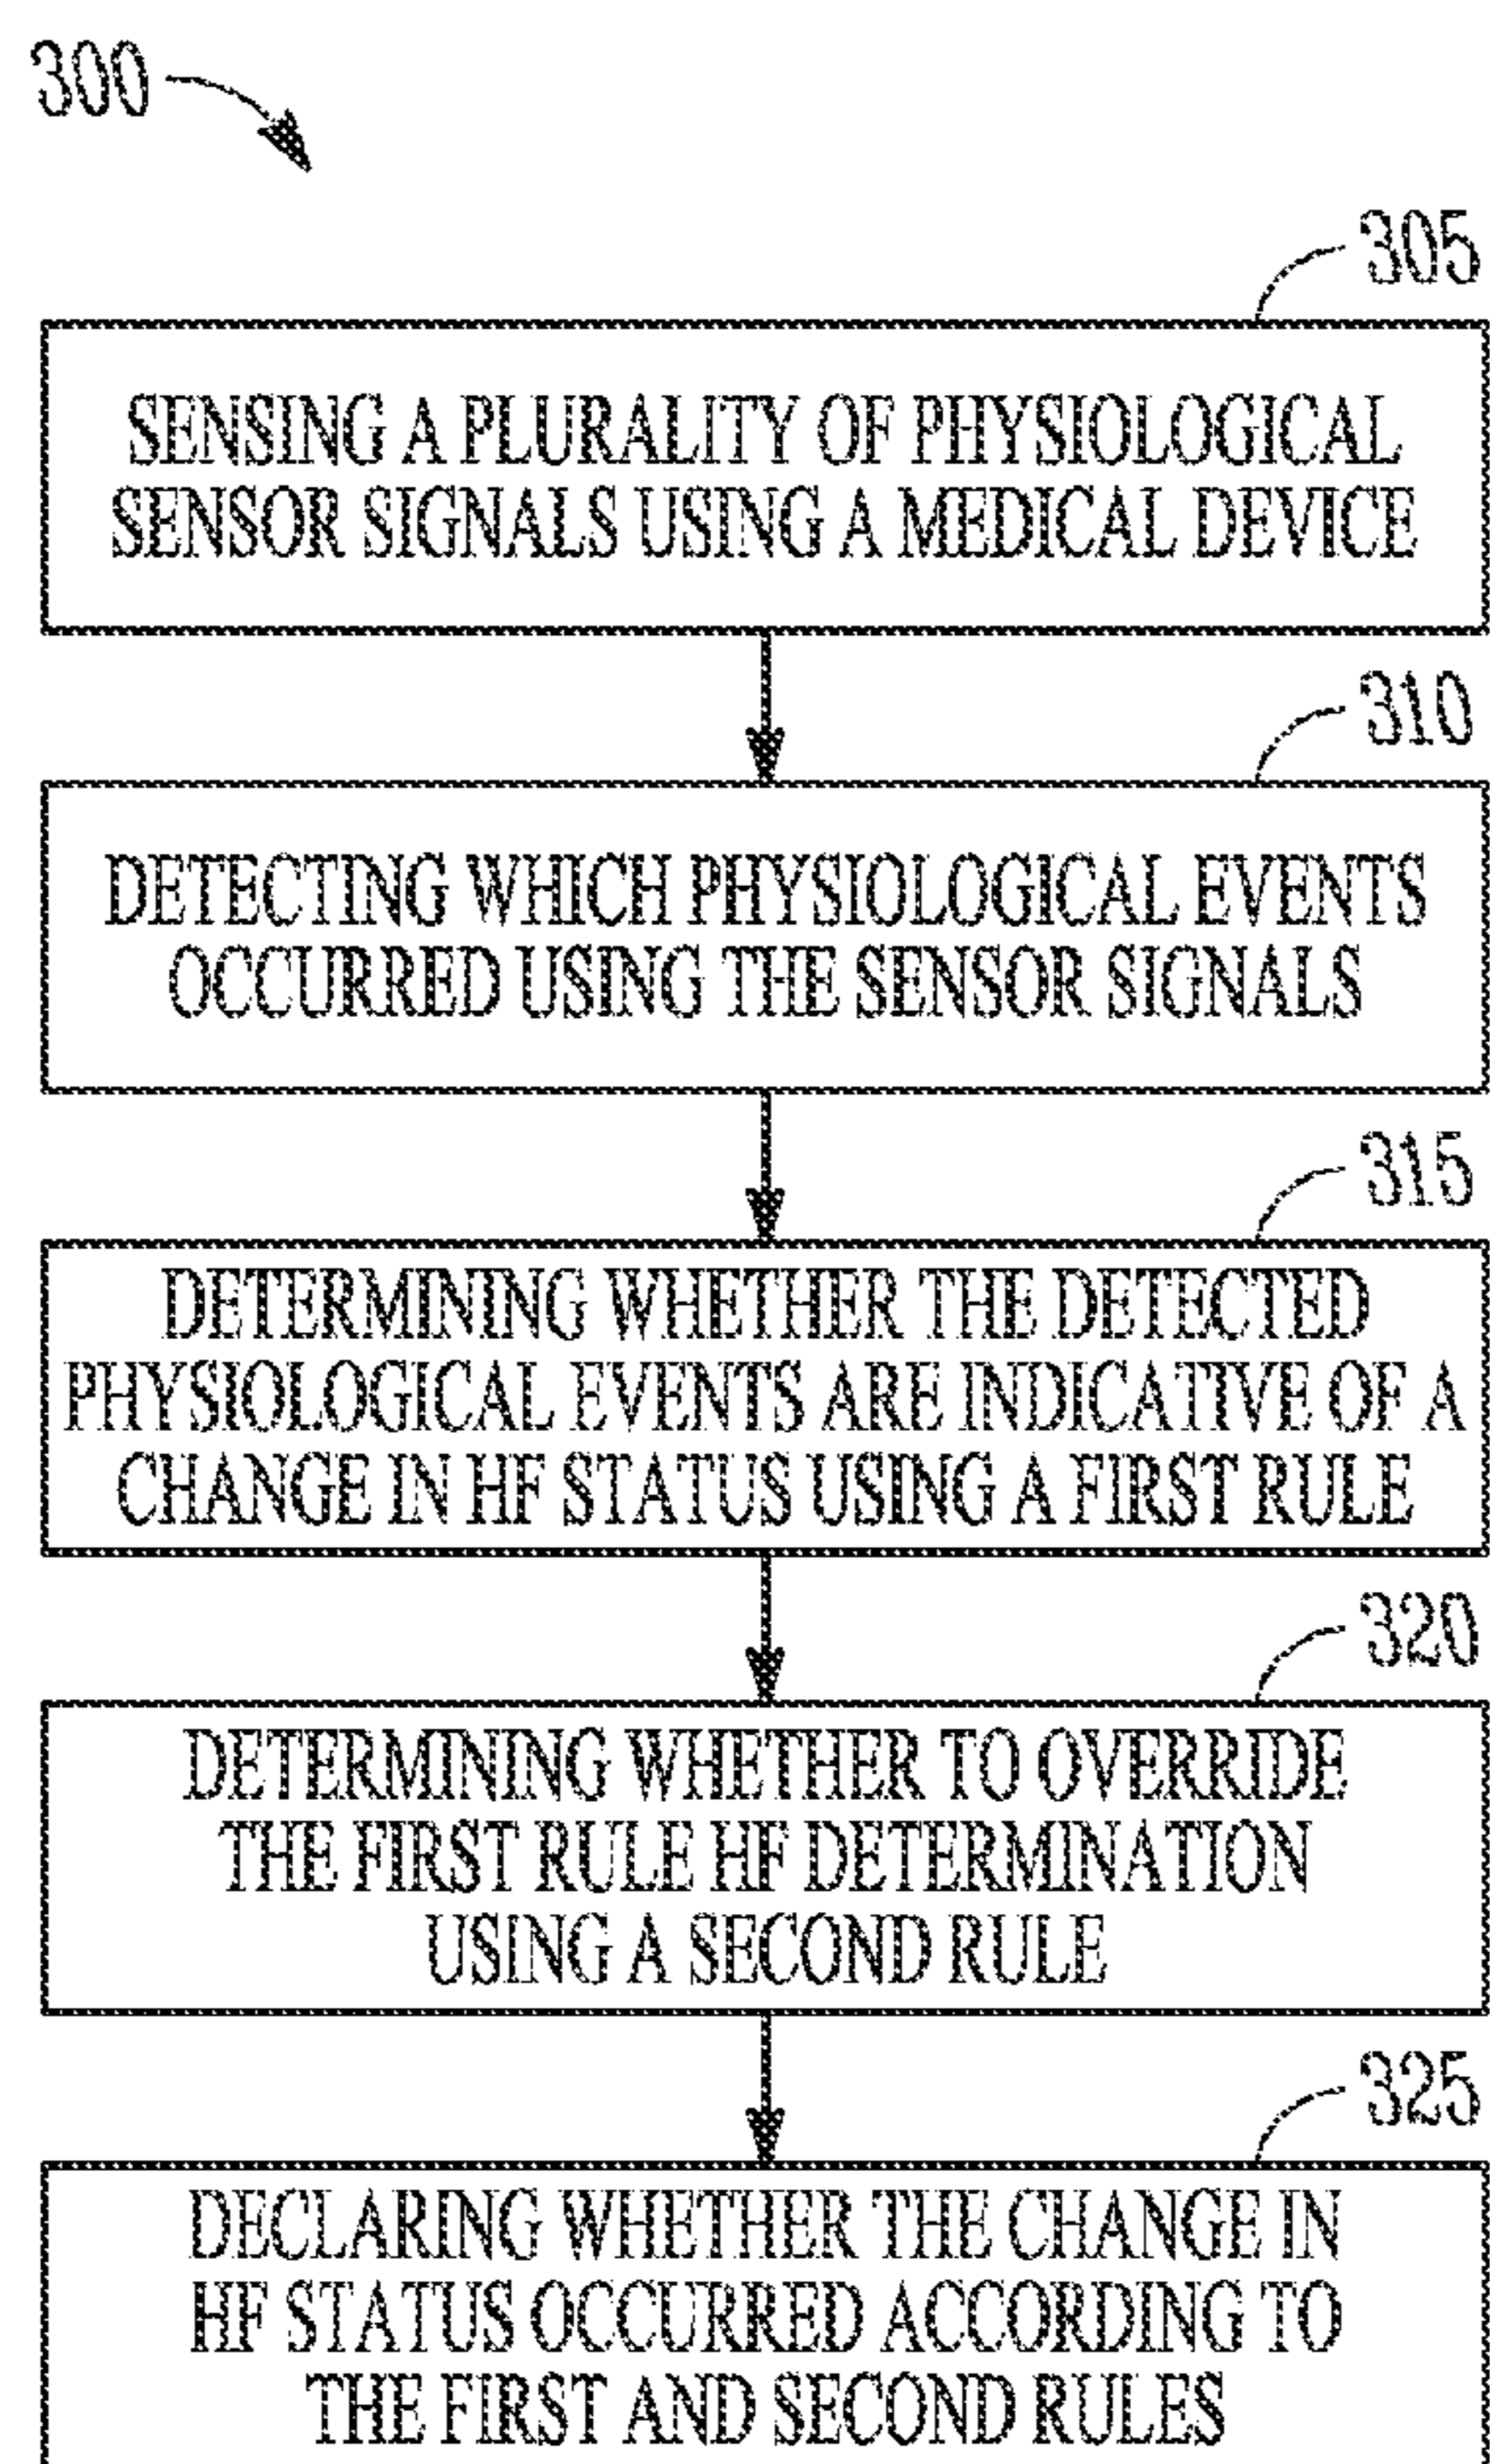 300
305
SENSING A PLURALITY OF PHYSIOLOGICAL
SENSOR SIGNALS USING A MEDICAL DEVICE
310
DETECTING WHICH PHYSIOLOGICAL EVENTS
OCCURRED USING THE SENSOR SIGNALS
315
DETERMINING WHETHER THE DETECTED
PHYSIOLOGICAL EVENTS ARE INDICATIVE OF A
CHANGE IN HF STATUS USING A FIRST RULE
320
DETERMINING WHETHER TO OVERRIDE
THE FIRST RULE HF DETERMINATION
USING A SECOND RULE
325
DECLARING WHETHER THE CHANGE IN
HF STATUS OCCURRED ACCORDING TO
THE FIRST AND SECOND RULES